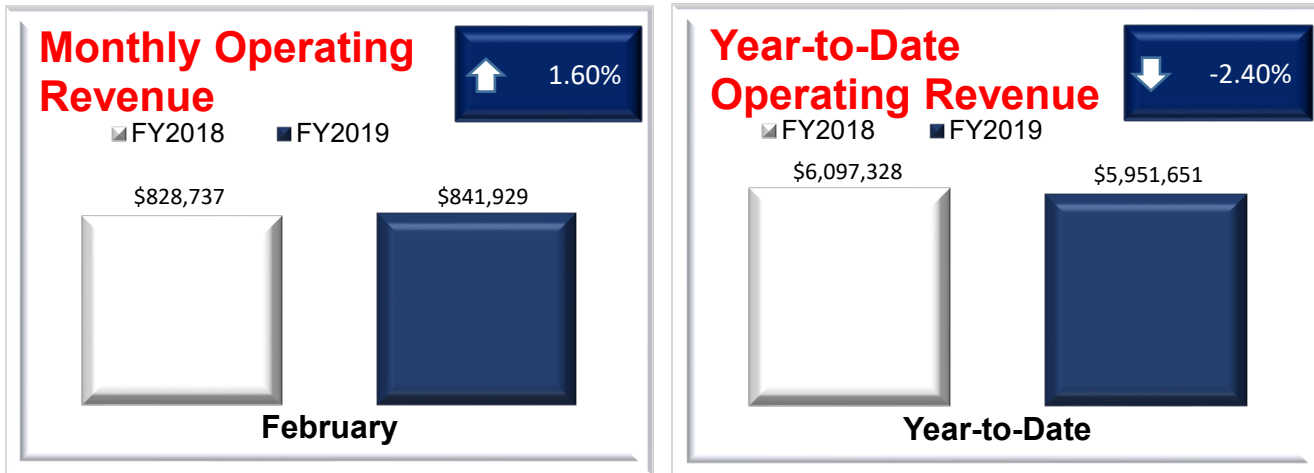 Monthly Operating
Revenue
1.60%
FY2018 FY2019
$828,737 $841,929
February
Year-to-Date
Operating Revenue
-2.40%
FY2018 FY2019
$6,097,328 $5,951,651
Year-to-Date